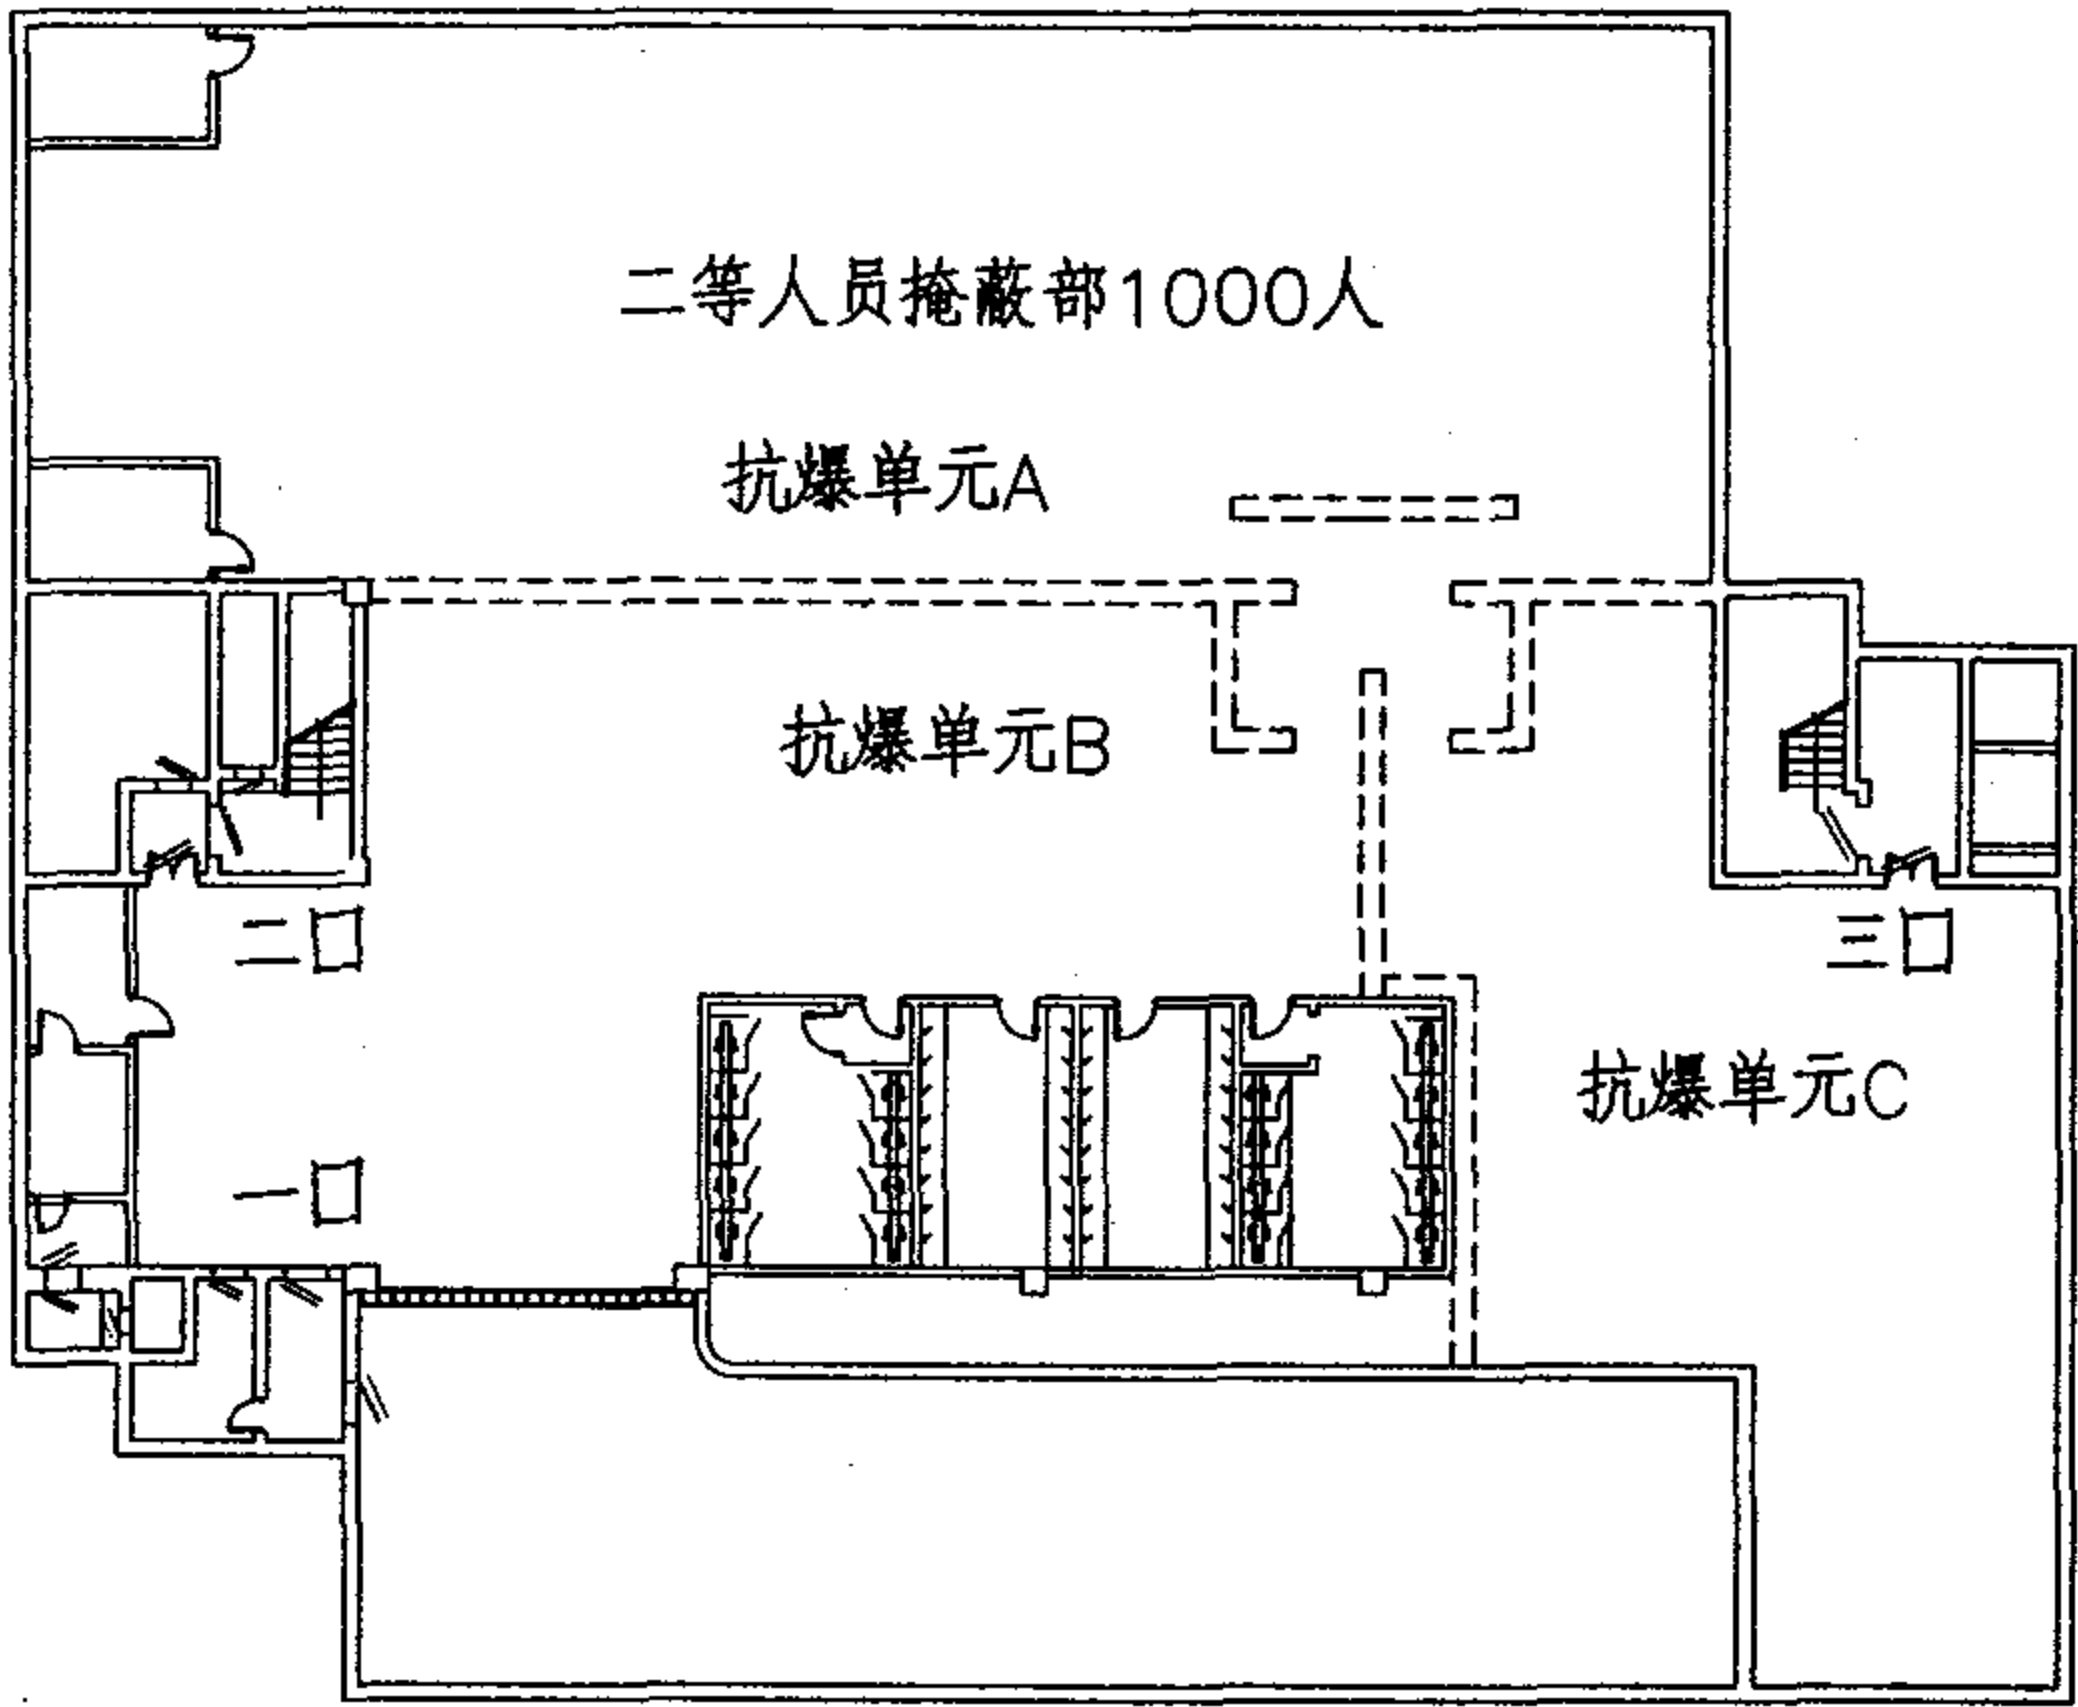 二等人员掩蔽部1000人
抗爆单元A
抗爆单元B
二口
三口
抗爆单元C
一口